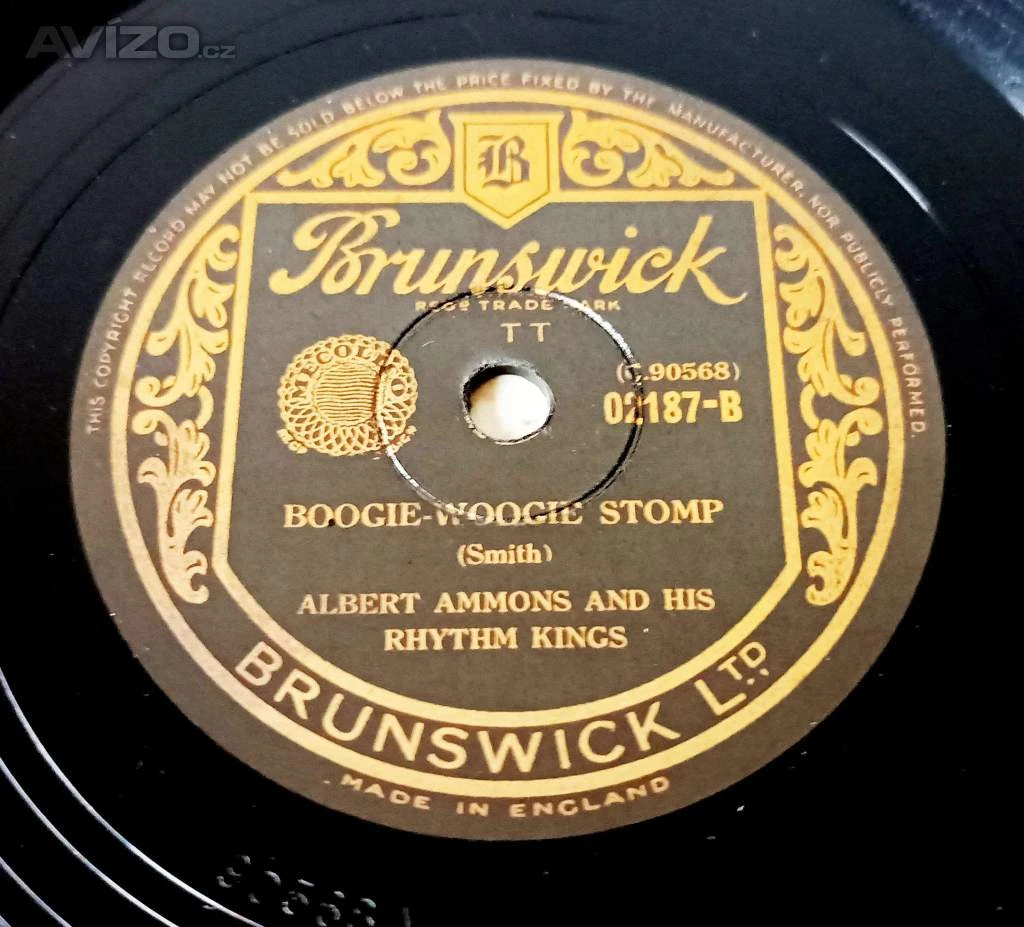 AVÍZO.cz
THIS COPYRIGHT RECORD MAY NOT BE SOLD BELOW THE PRICE FIXED BY THE MANUFACTURER, NOR PUBLICLY PERFORMED.
B
Brunswick
REGD TRADE MARK
TT
(C.90568)
02187-B
BOOGIE-WOOGIE STOMP
(Smith)
ALBERT AMMONS AND HIS
RHYTHM KINGS
BRUNSWICK LTD.
MADE IN ENGLAND